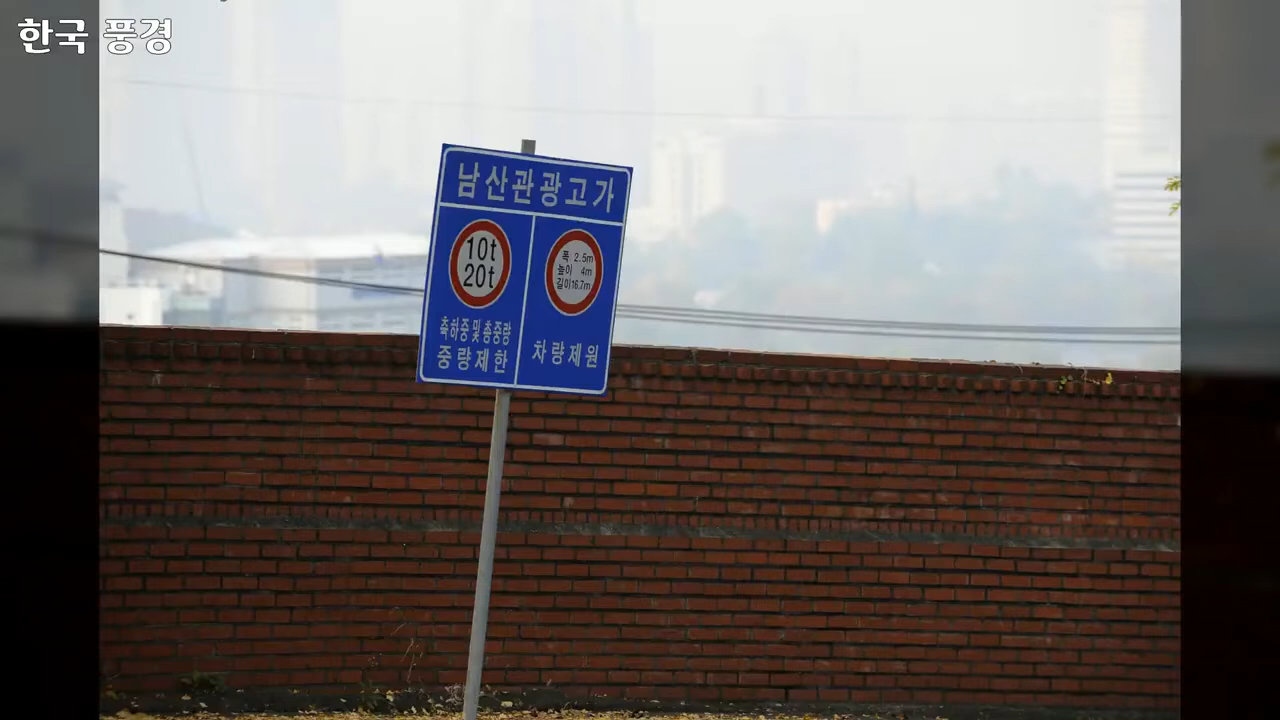 한국 풍경
남산관광고가
10t
20t
축하중 및 총중량
중량제한
폭 2.5m
높이 4m
길이16.7m
차량제원